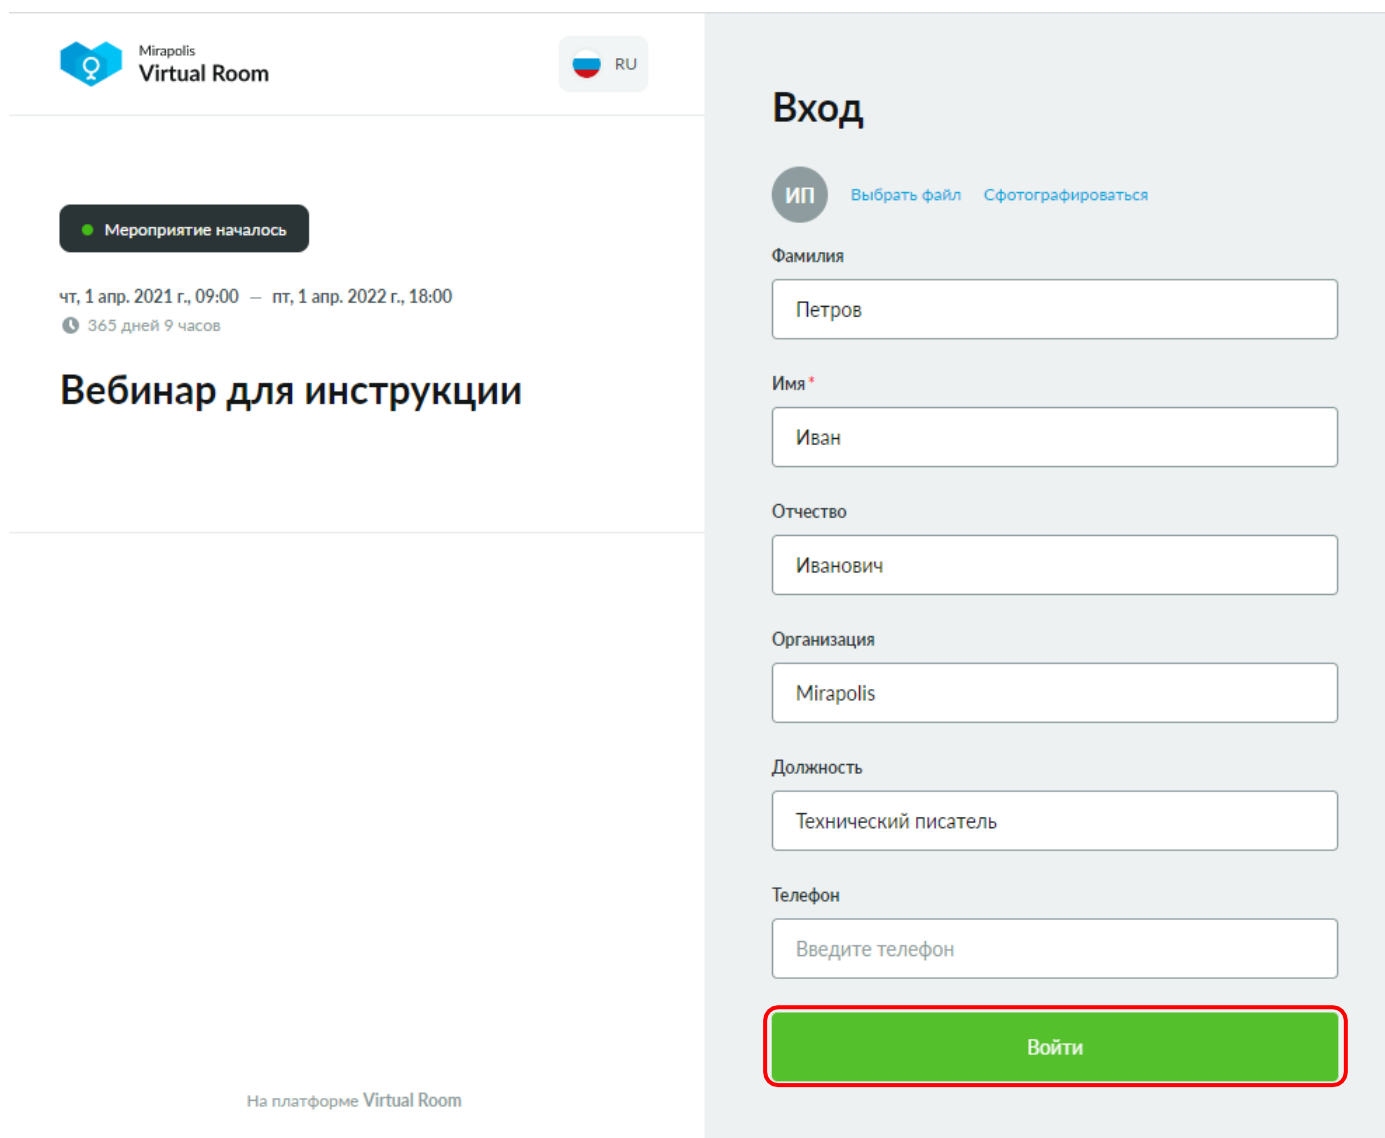 Mirapolis
Virtual Room
RU
Мероприятие началось
чт, 1 апр. 2021 г., 09:00 — пт, 1 апр. 2022 г., 18:00
365 дней 9 часов
Вебинар для инструкции
На платформе Virtual Room
Вход
ИП
Выбрать файл Сфотографироваться
Фамилия
Петров
Имя*
Иван
Отчество
Иванович
Организация
Mirapolis
Должность
Технический писатель
Телефон
Введите телефон
Войти